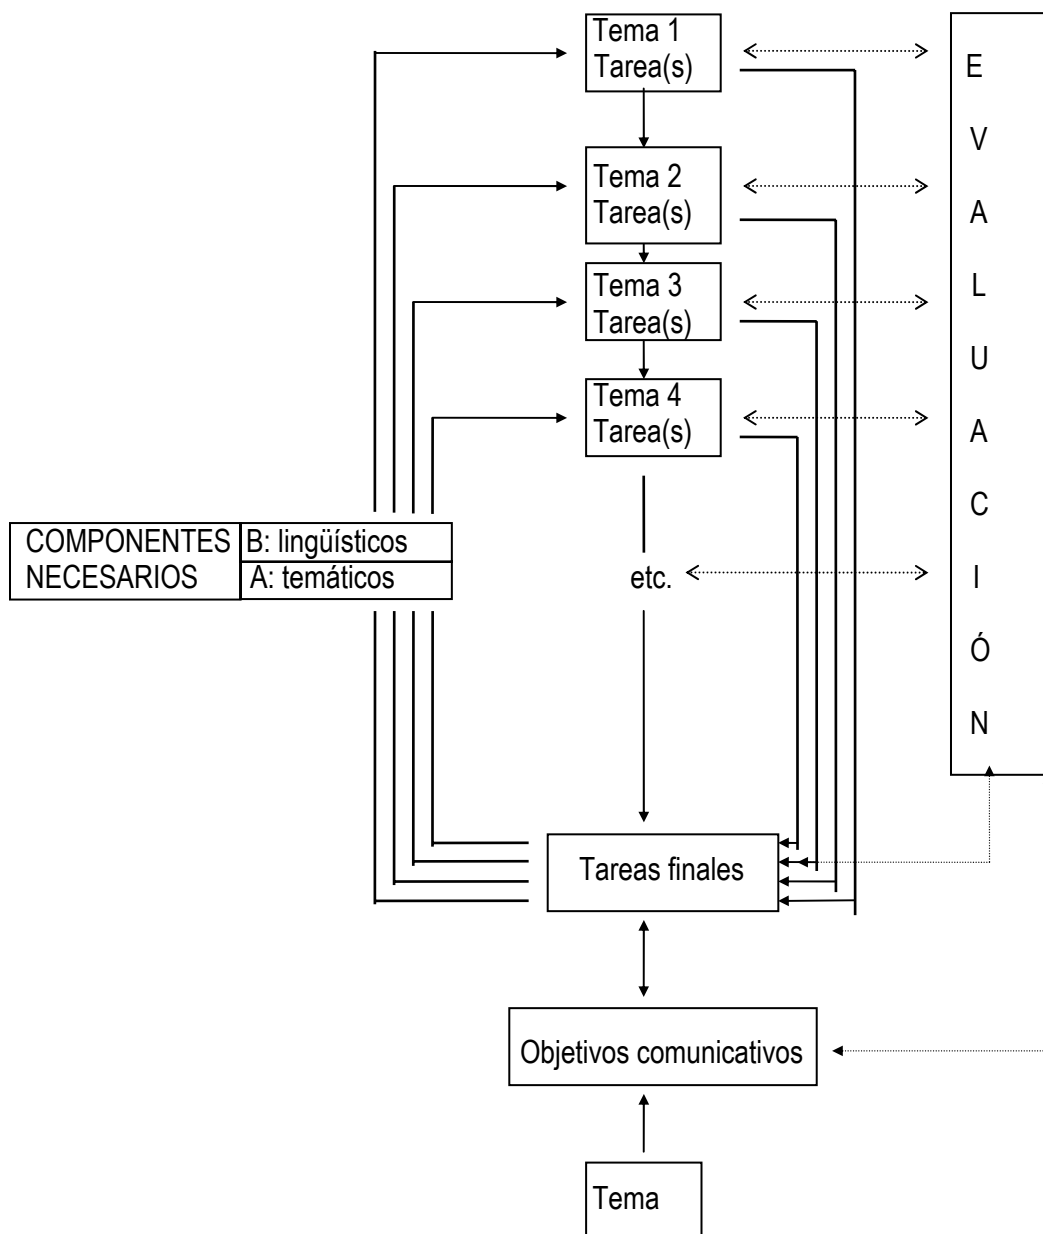 Tema 1
Tarea(s)
E
V
A
L
U
A
C
I
Ó
N
Tema 2
Tarea(s)
Tema 3
Tarea(s)
Tema 4
Tarea(s)
COMPONENTES
NECESARIOS
B: lingüísticos
A: temáticos
etc.
Tareas finales
Objetivos comunicativos
Tema